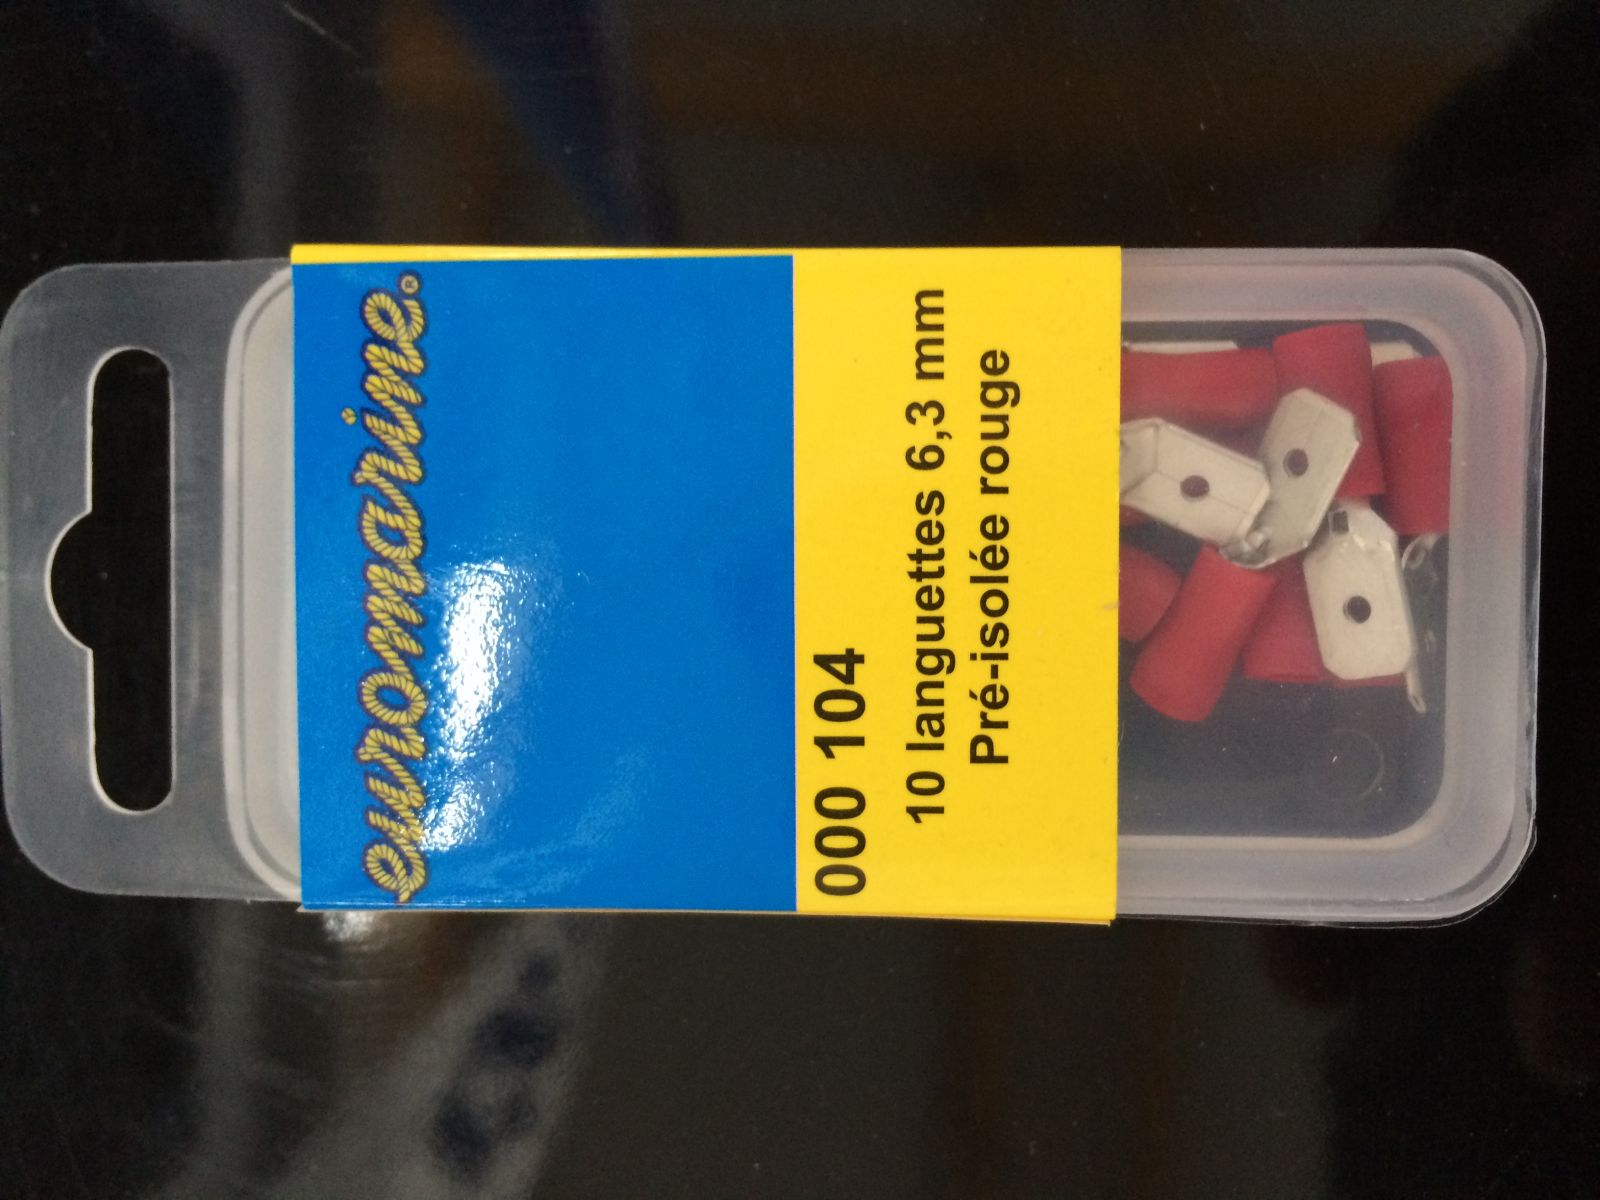 euromarine®
000 104
10 languettes 6,3 mm
Pré-isolée rouge